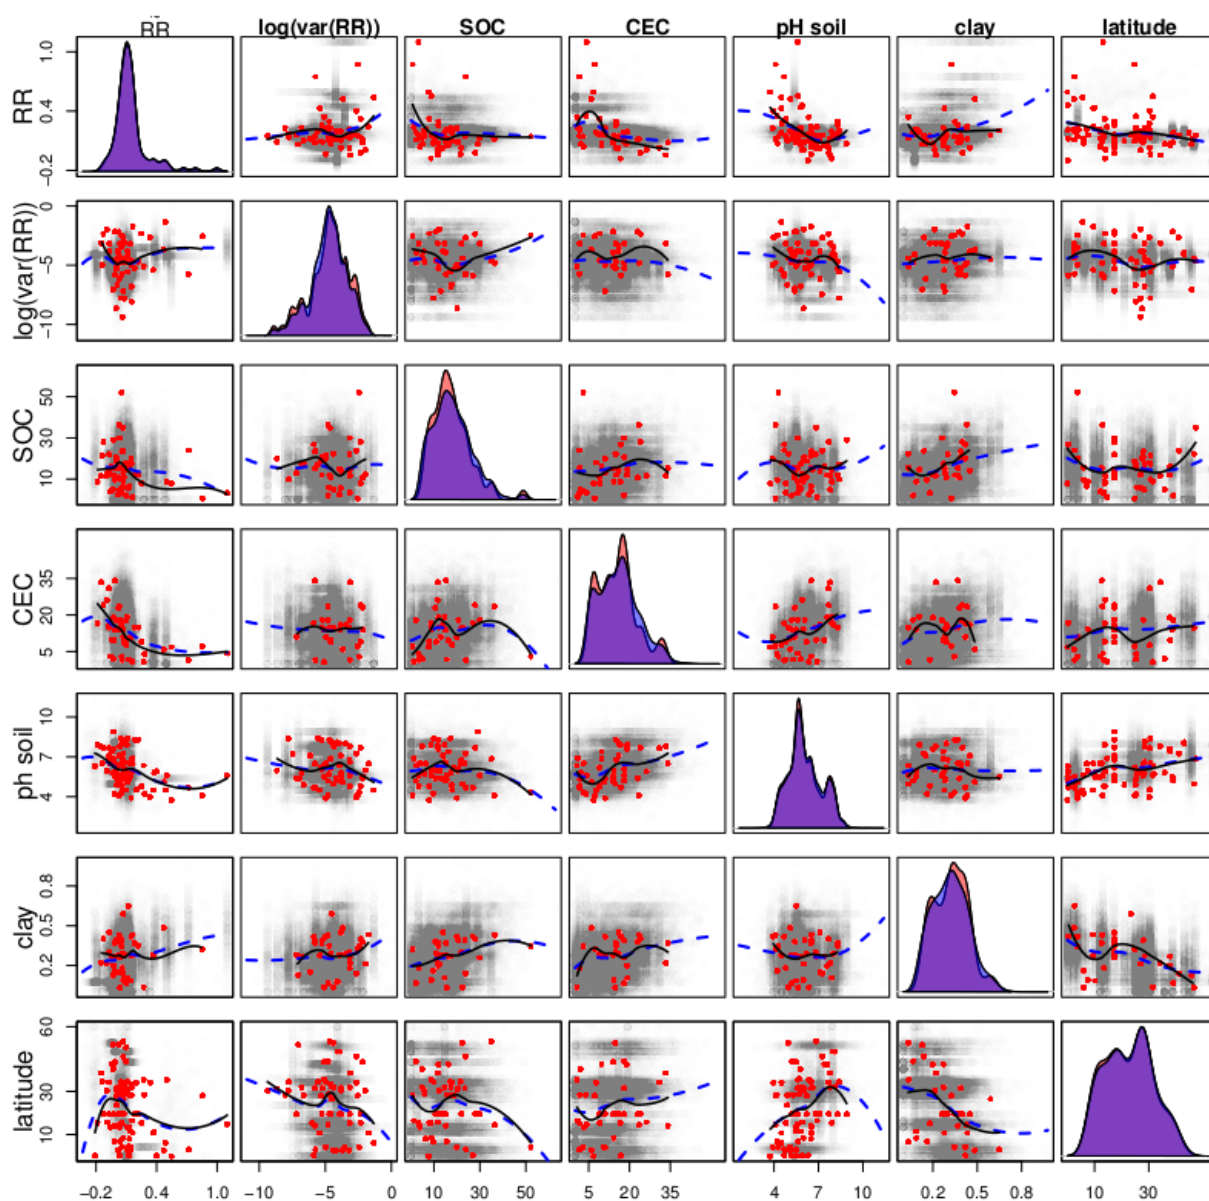 RR log(var(RR)) SOC CEC pH soil clay latitude
RR
1.0
0.4
−0.2
log(var(RR))
0
−5
−10
SOC
50
30
10
CEC
35
20
5
ph soil
10
7
4
clay
0.8
0.5
0.2
latitude
60
30
10
−0.2 0.4 1.0 −10 −5 0 10 30 50 5 20 35 4 7 10 0.2 0.5 0.8 10 30